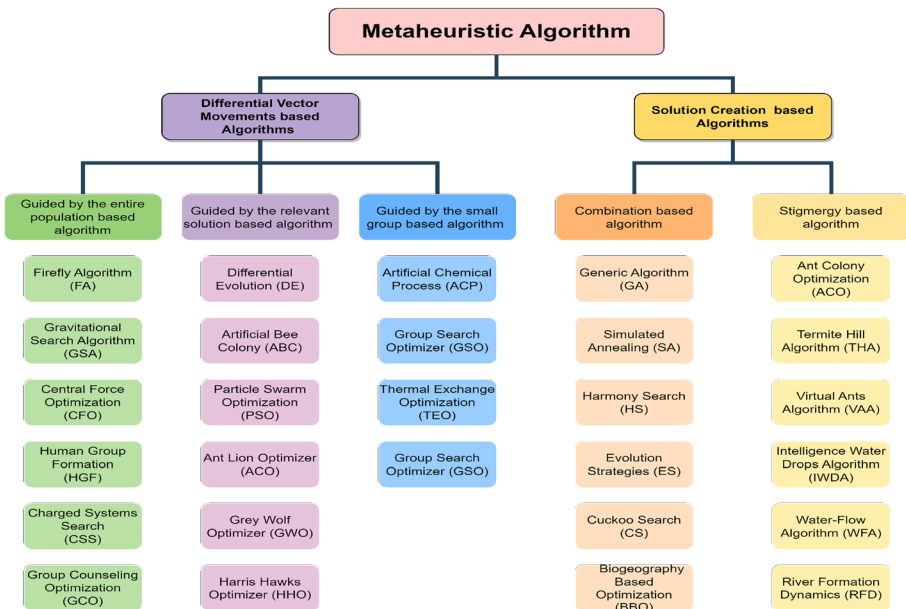 Metaheuristic Algorithm
Differential Vector
Movements based
Algorithms
Solution Creation based
Algorithms
Guided by the entire
population based
algorithm
Guided by the relevant
solution based algorithm
Guided by the small
group based algorithm
Combination based
algorithm
Stigmergy based
algorithm
Firefly Algorithm
(FA)
Gravitational
Search Algorithm
(GSA)
Central Force
Optimization
(CFO)
Human Group
Formation
(HGF)
Charged Systems
Search
(CSS)
Group Counseling
Optimization
(GCO)
Differential
Evolution (DE)
Artificial Bee
Colony (ABC)
Particle Swarm
Optimization
(PSO)
Ant Lion Optimizer
(ACO)
Grey Wolf
Optimizer (GWO)
Harris Hawks
Optimizer (HHO)
Artificial Chemical
Process (ACP)
Group Search
Optimizer (GSO)
Thermal Exchange
Optimization
(TEO)
Group Search
Optimizer (GSO)
Generic Algorithm
(GA)
Simulated
Annealing (SA)
Harmony Search
(HS)
Evolution
Strategies (ES)
Cuckoo Search
(CS)
Biogeography
Based
Optimization
(BBO)
Ant Colony
Optimization
(ACO)
Termite Hill
Algorithm (THA)
Virtual Ants
Algorithm (VAA)
Intelligence Water
Drops Algorithm
(IWDA)
Water-Flow
Algorithm (WFA)
River Formation
Dynamics (RFD)